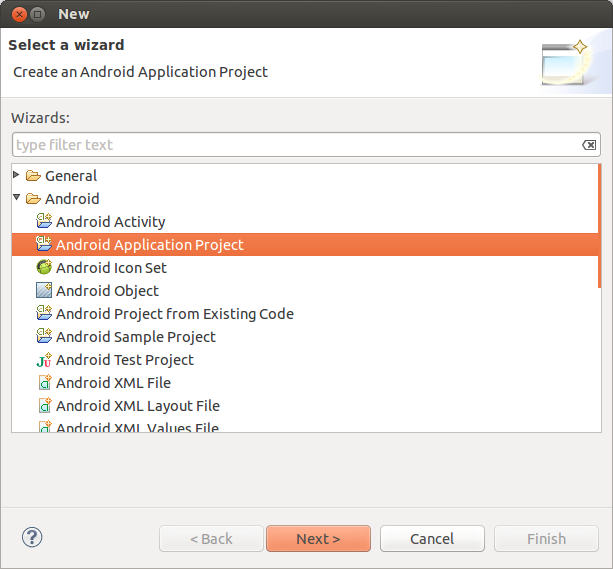 New
Select a wizard
Create an Android Application Project
Wizards:
type filter text
General
Android
Android Activity
Android Application Project
Android Icon Set
Android Object
Android Project from Existing Code
Android Sample Project
Android Test Project
Android XML File
Android XML Layout File
Android XML Values File
< Back
Next >
Cancel
Finish